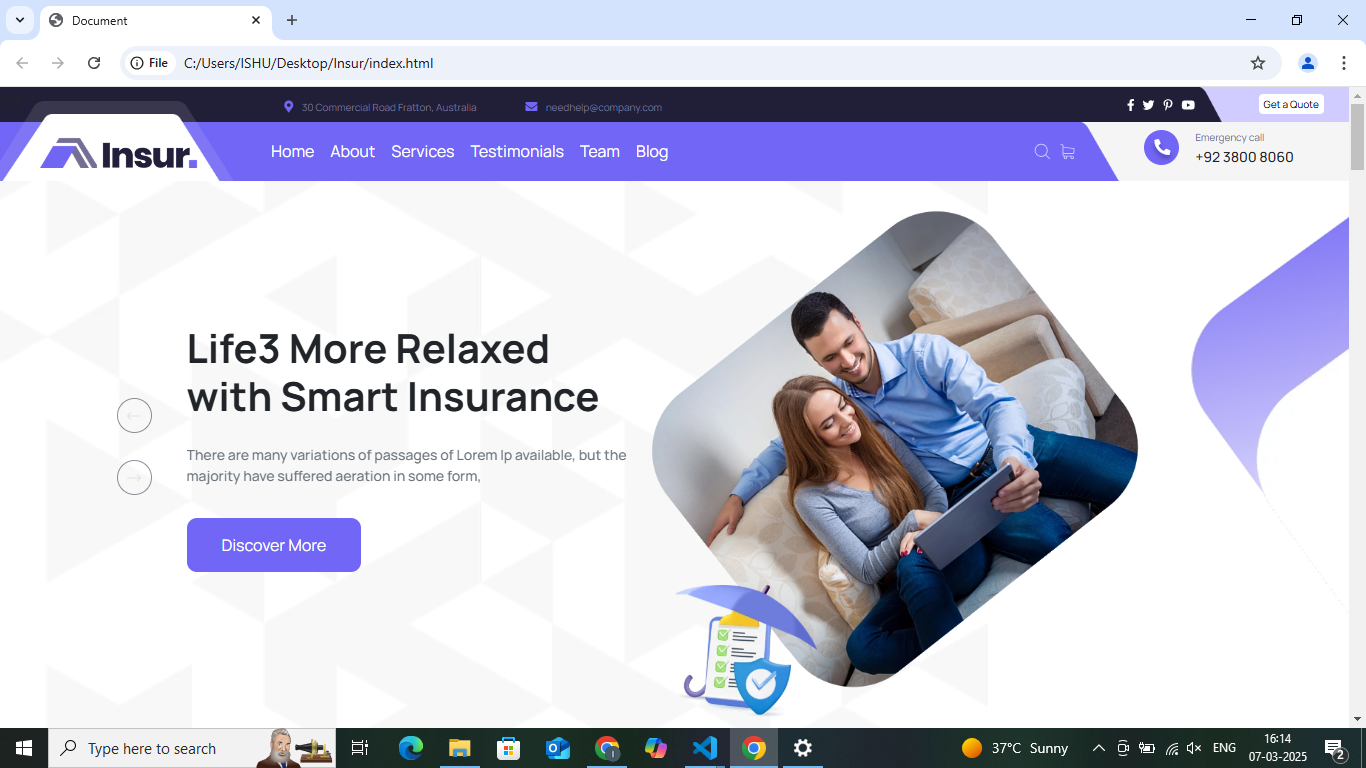 Document
File
C:/Users/ISHU/Desktop/Insur/index.html
30 Commercial Road Fratton, Australia
needhelp@company.com
Get a Quote
Insur.
Home
About
Services
Testimonials
Team
Blog
Emergency call
+92 3800 8060
Life3 More Relaxed
with Smart Insurance
There are many variations of passages of Lorem Ip available, but the
majority have suffered aeration in some form,
Discover More
Type here to search
37°C Sunny
ENG
16:14
07-03-2025
2